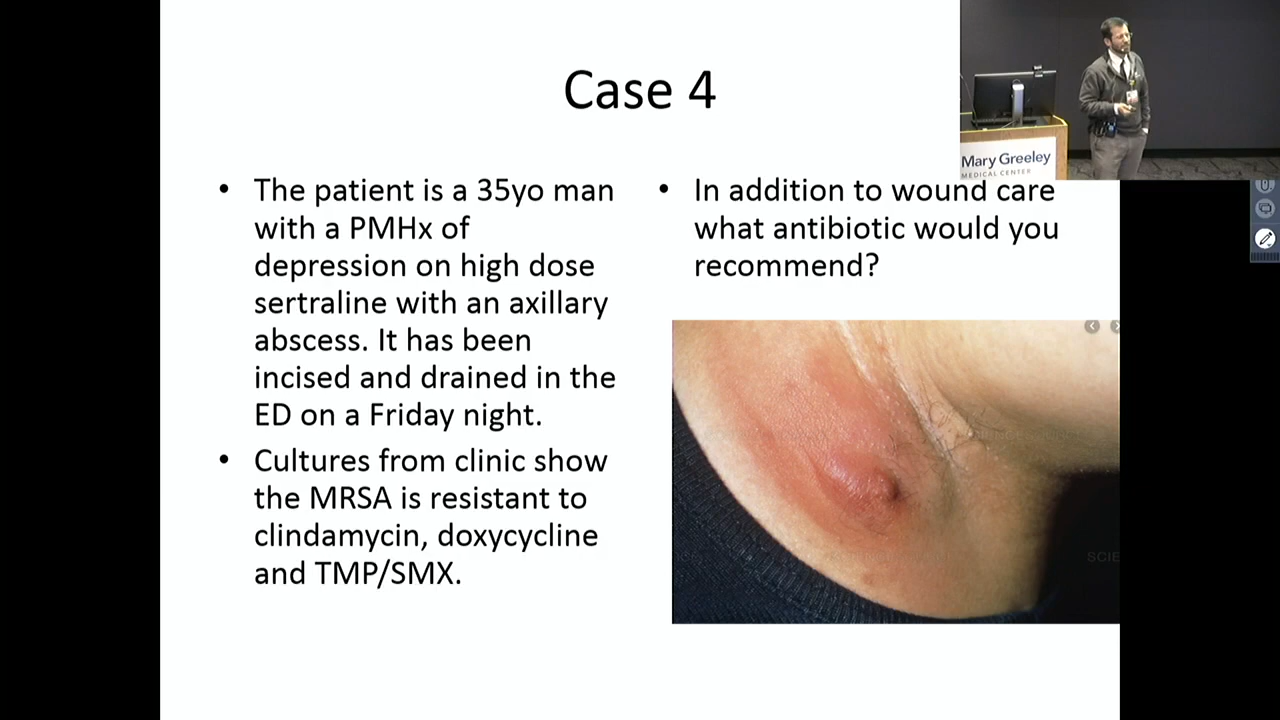 Case 4
• The patient is a 35yo man
with a PMHx of
depression on high dose
sertraline with an axillary
abscess. It has been
incised and drained in the
ED on a Friday night.
• Cultures from clinic show
the MRSA is resistant to
clindamycin, doxycycline
and TMP/SMX.
• In addition to wound care
what antibiotic would you
recommend?
Mary Greeley
MEDICAL CENTER
SCIE